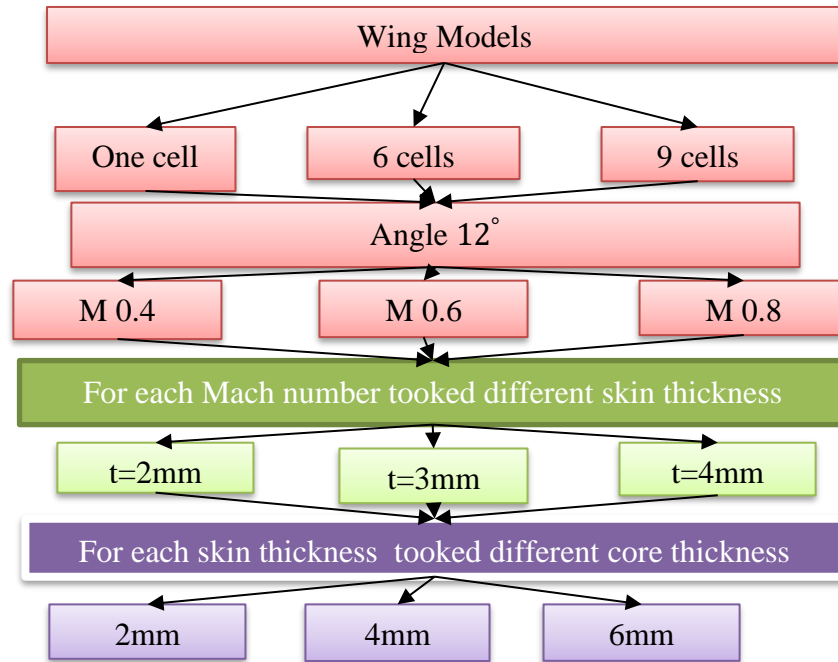 Wing Models
One cell
6 cells
9 cells
Angle 12°
M 0.4
M 0.6
M 0.8
For each Mach number tooked different skin thickness
t=2mm
t=3mm
t=4mm
For each skin thickness tooked different core thickness
2mm
4mm
6mm